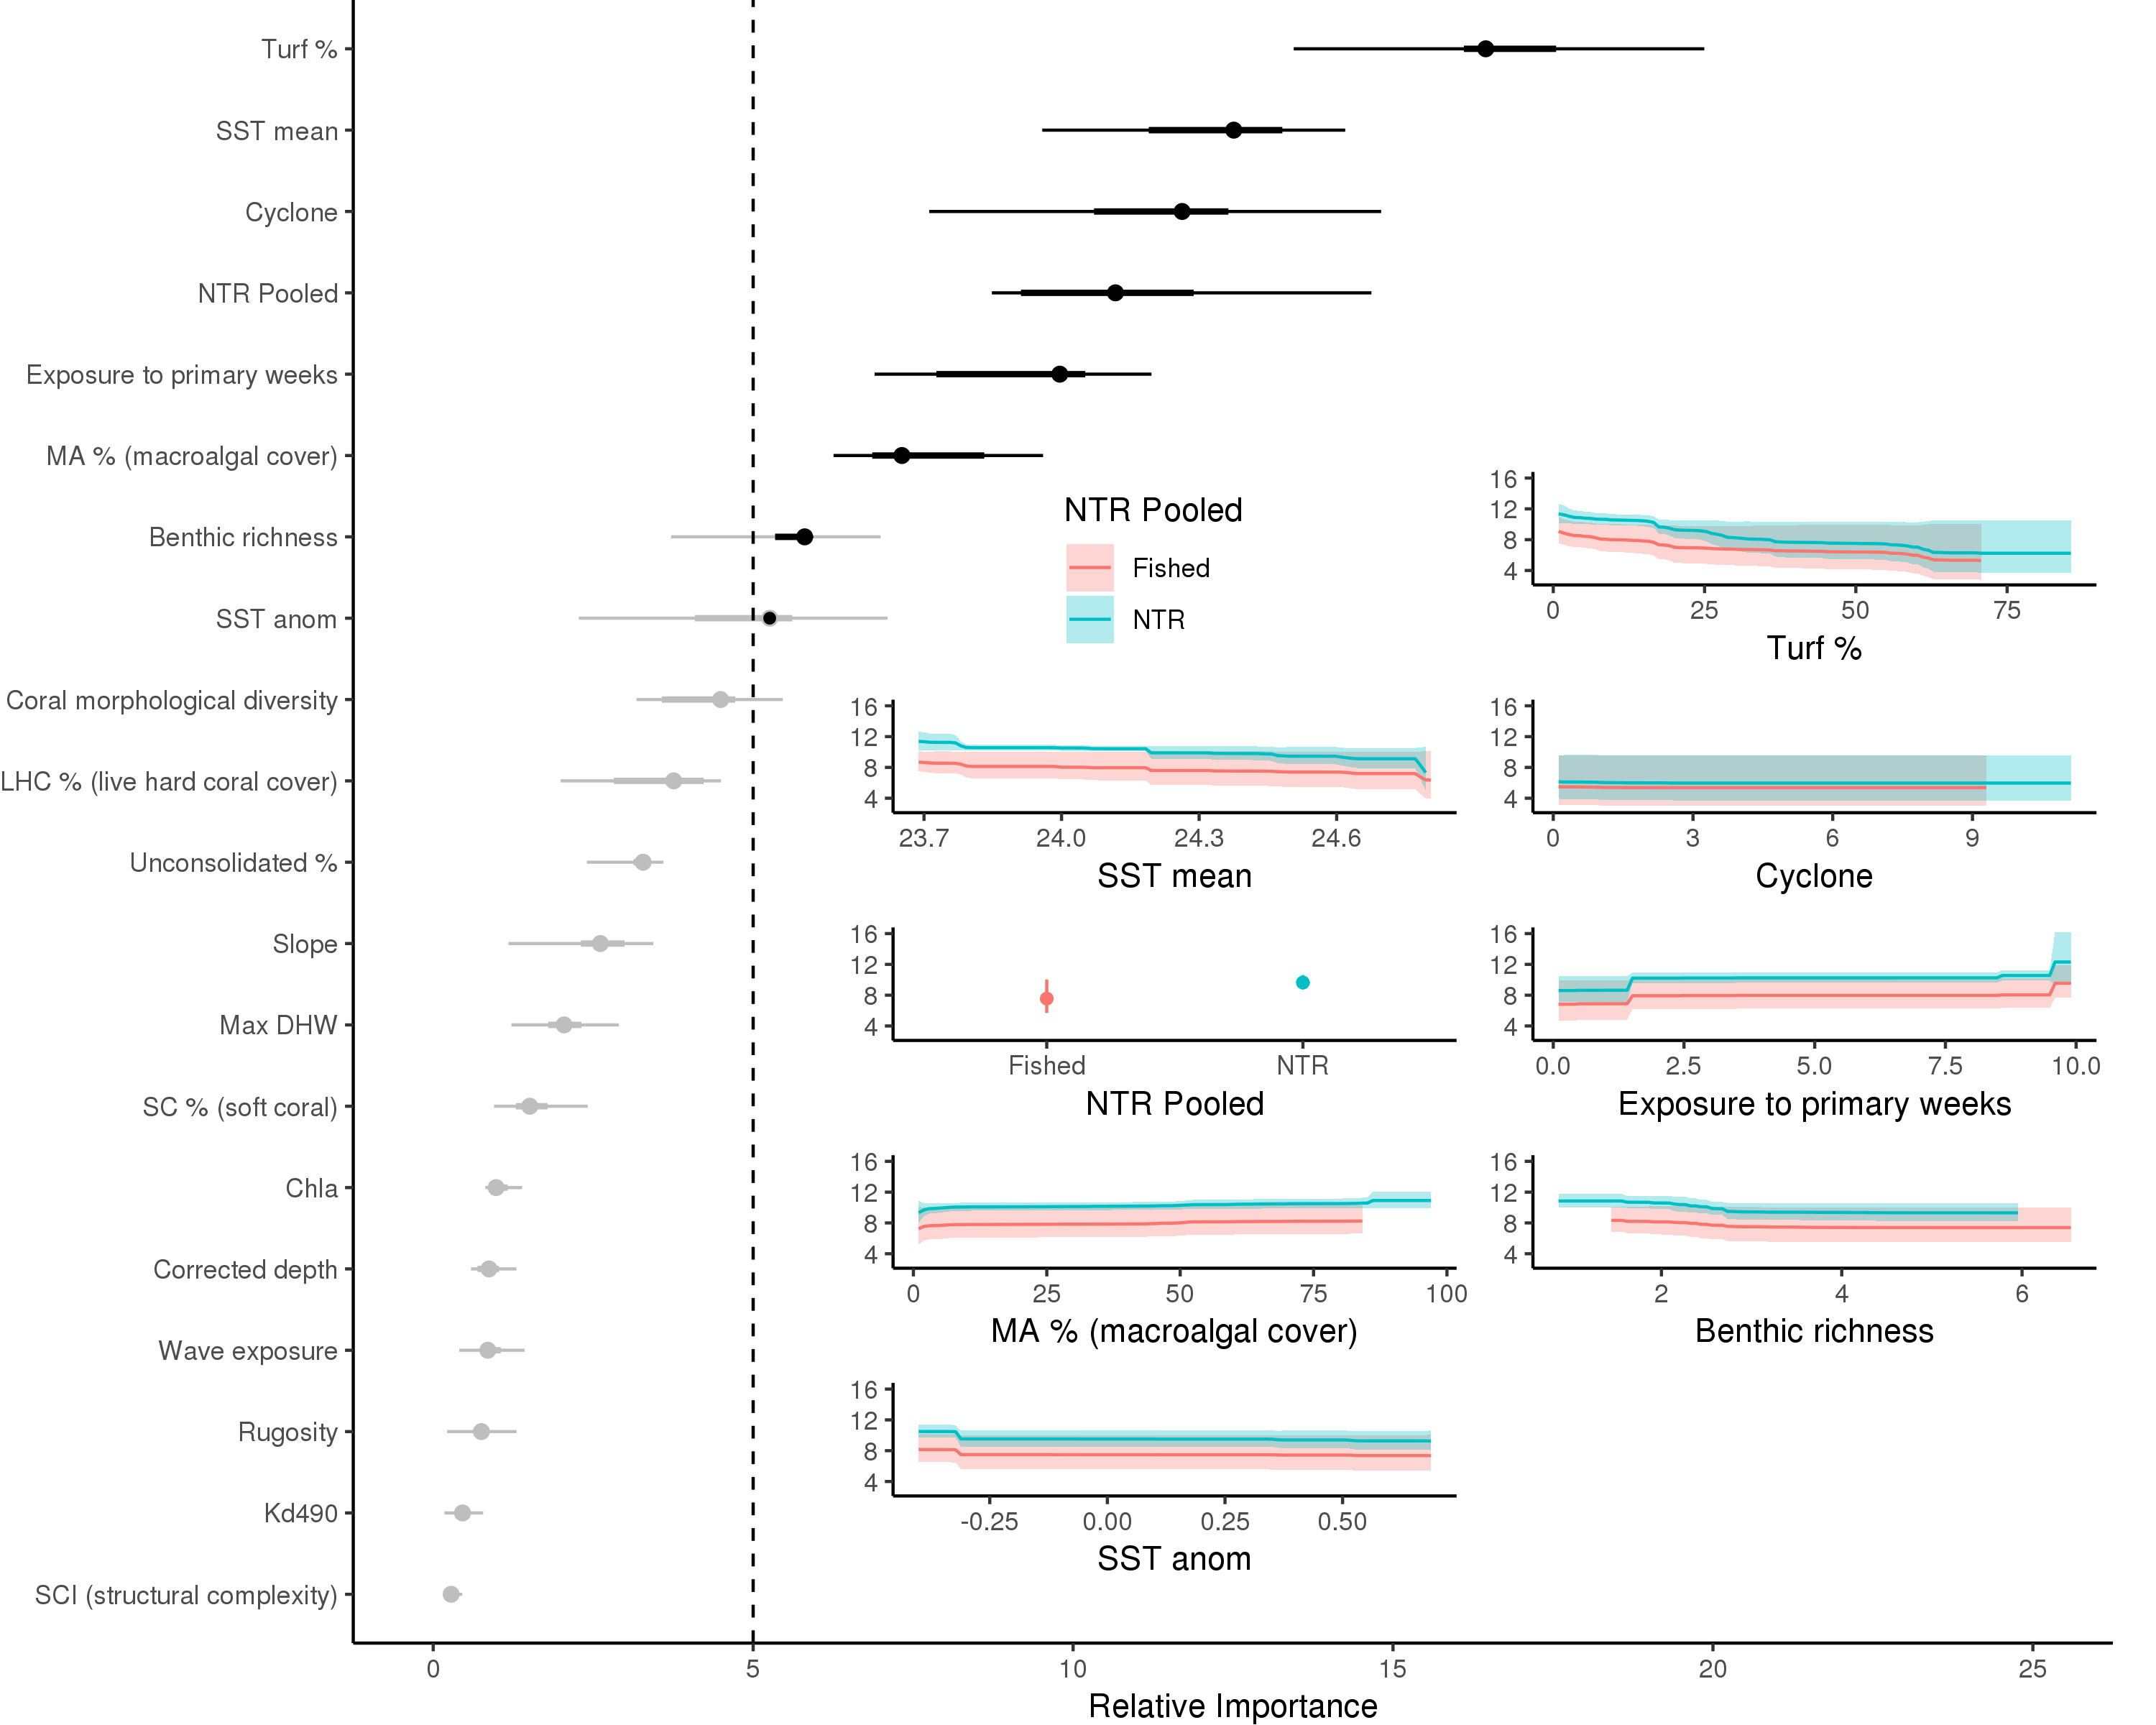 Turf %
SST mean
Cyclone
NTR Pooled
Exposure to primary weeks
MA % (macroalgal cover)
Benthic richness
SST anom
Coral morphological diversity
LHC % (live hard coral cover)
Unconsolidated %
Slope
Max DHW
SC % (soft coral)
Chla
Corrected depth
Wave exposure
Rugosity
Kd490
SCI (structural complexity)
0 5 10 15 20 25
Relative Importance
NTR Pooled
Fished
NTR
16
12
8
4
0 25 50 75
Turf %
16
12
8
4
23.7 24.0 24.3 24.6
SST mean
16
12
8
4
0 3 6 9
Cyclone
16
12
8
4
Fished NTR
NTR Pooled
16
12
8
4
0.0 2.5 5.0 7.5 10.0
Exposure to primary weeks
16
12
8
4
0 25 50 75 100
MA % (macroalgal cover)
16
12
8
4
2 4 6
Benthic richness
16
12
8
4
-0.25 0.00 0.25 0.50
SST anom